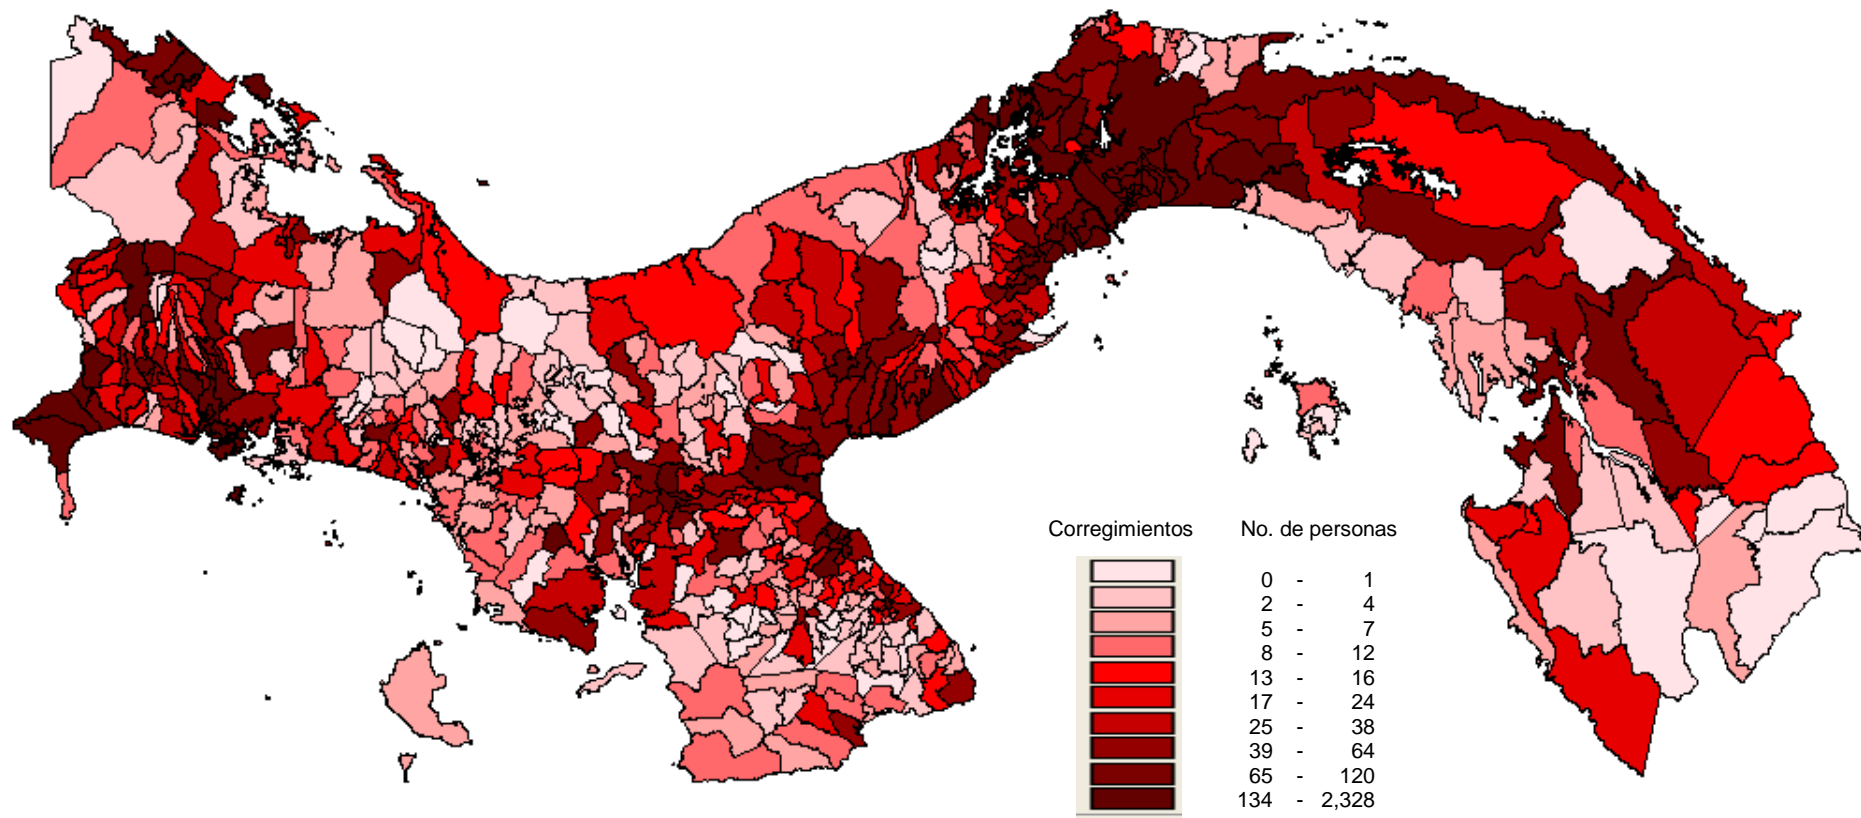 Corregimientos No. de personas
0 - 1
2 - 4
5 - 7
8 - 12
13 - 16
17 - 24
25 - 38
39 - 64
65 - 120
134 - 2,328